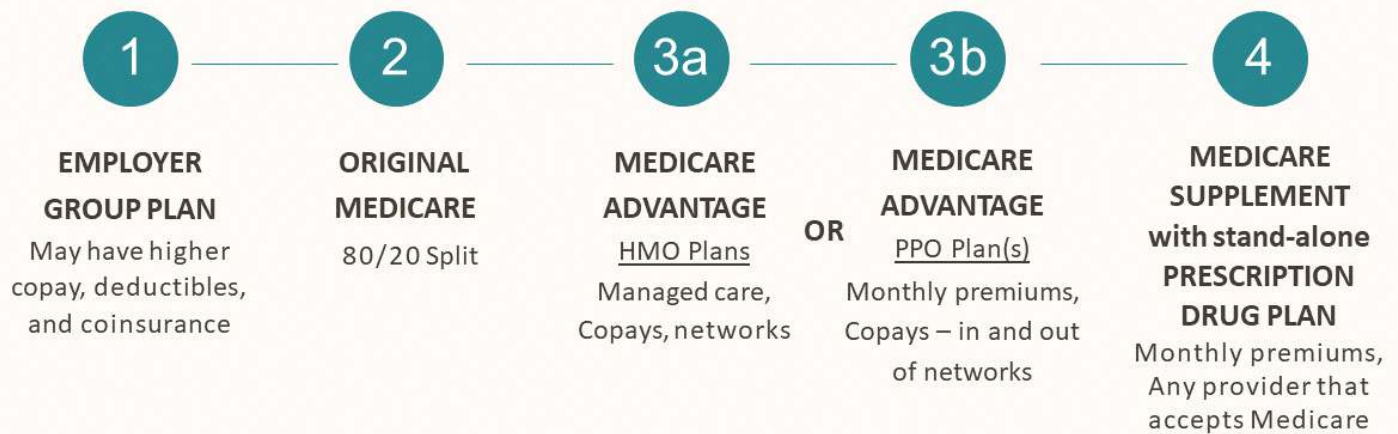 1
EMPLOYER
GROUP PLAN
May have higher
copay, deductibles,
and coinsurance
2
ORIGINAL
MEDICARE
80/20 Split
3a
MEDICARE
ADVANTAGE
HMO Plans
Managed care,
Copays, networks
OR
3b
MEDICARE
ADVANTAGE
PPO Plan(s)
Monthly premiums,
Copays – in and out
of networks
4
MEDICARE
SUPPLEMENT
with stand-alone
PRESCRIPTION
DRUG PLAN
Monthly premiums,
Any provider that
accepts Medicare